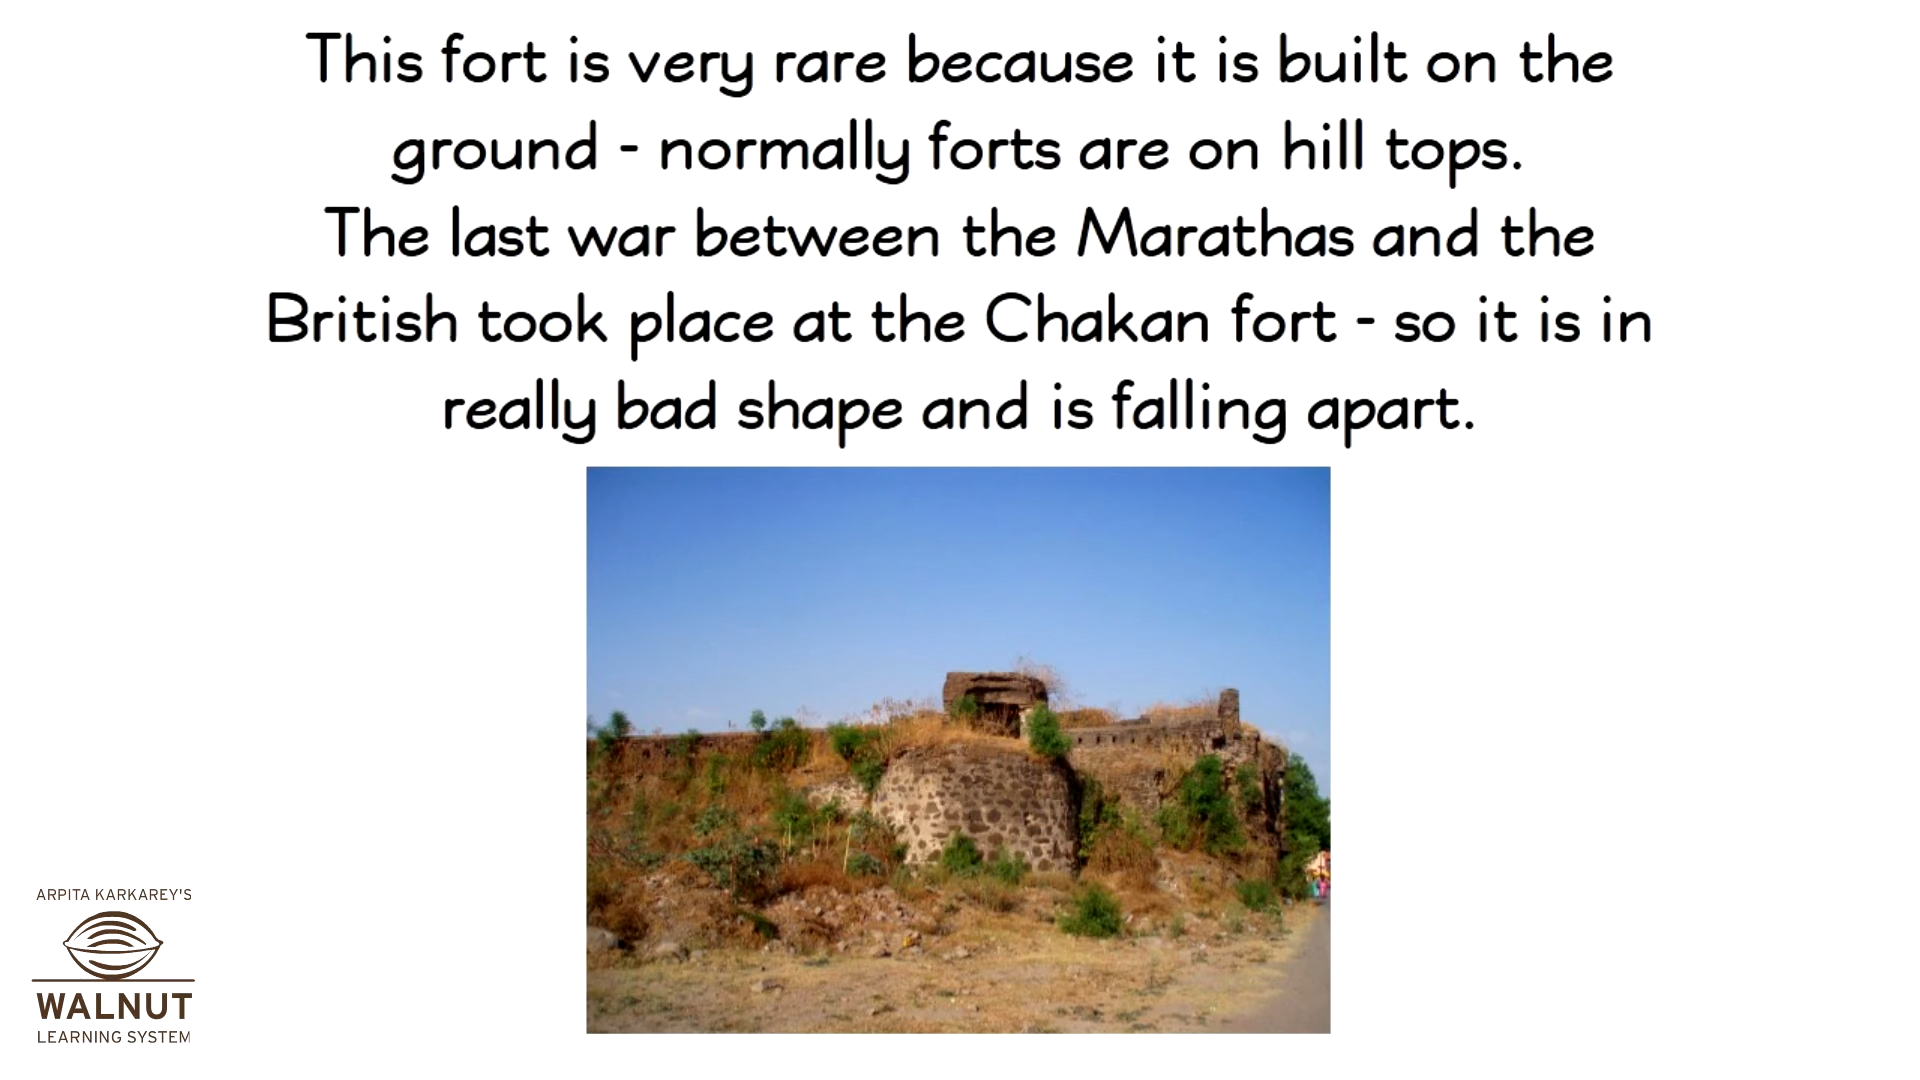 This fort is very rare because it is built on the
ground - normally forts are on hill tops.
The last war between the Marathas and the
British took place at the Chakan fort - so it is in
really bad shape and is falling apart.
ARPITA KARKAREY'S
WALNUT
LEARNING SYSTEM